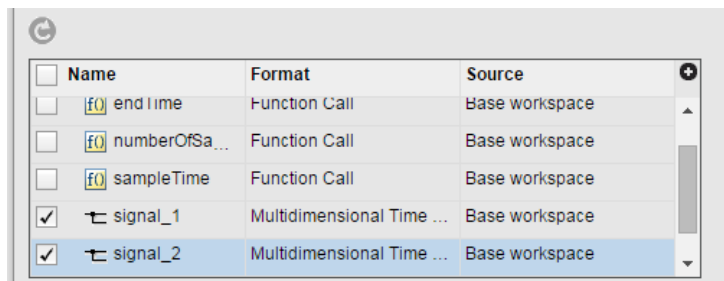 Name Format Source
f() endTime Function Call Base workspace
f() numberOfSa... Function Call Base workspace
f() sampleTime Function Call Base workspace
signal_1 Multidimensional Time ... Base workspace
signal_2 Multidimensional Time ... Base workspace